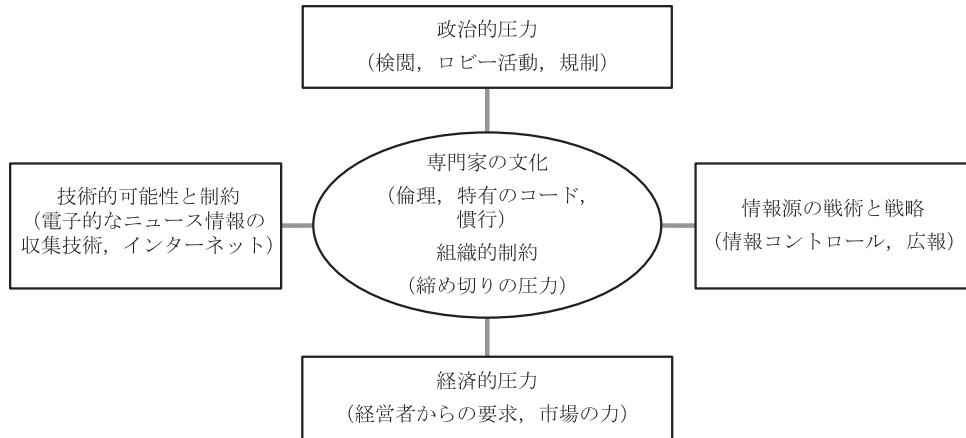 政治的圧力
（検閲，ロビー活動，規制）
技術的可能性と制約
（電子的なニュース情報の
収集技術，インターネット）
専門家の文化
（倫理，特有のコード，
慣行）
組織的制約
（締め切りの圧力）
情報源の戦術と戦略
（情報コントロール，広報）
経済的圧力
（経営者からの要求，市場の力）